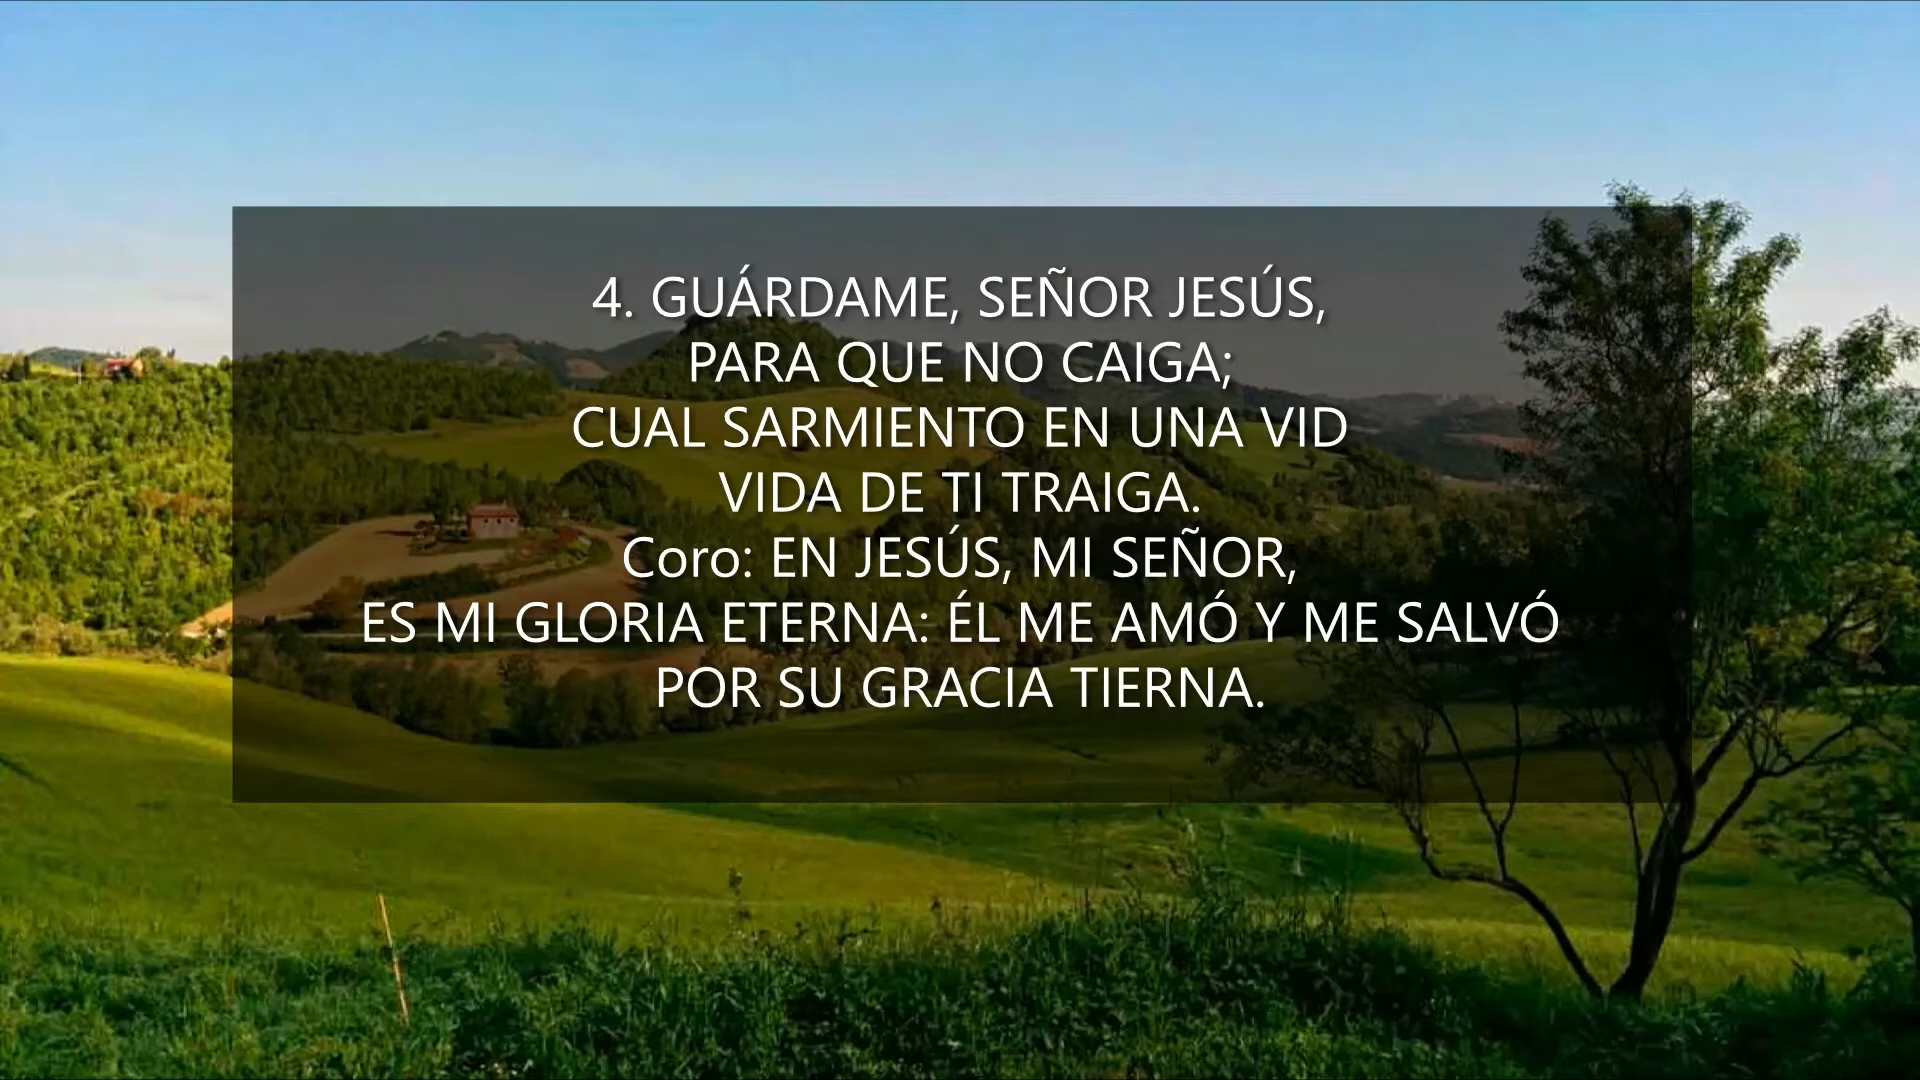 4. GUÁRDAME, SEÑOR JESÚS,
PARA QUE NO CAIGA;
CUAL SARMIENTO EN UNA VID
VIDA DE TI TRAIGA.
Coro: EN JESÚS, MI SEÑOR,
ES MI GLORIA ETERNA: ÉL ME AMÓ Y ME SALVÓ
POR SU GRACIA TIERNA.